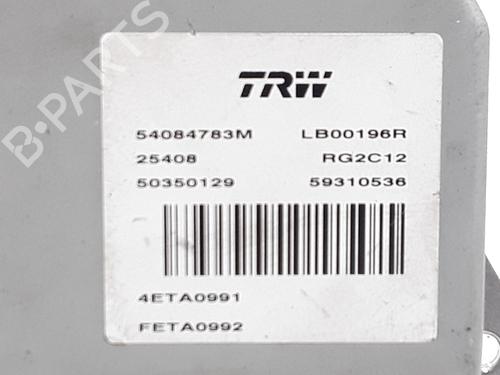 B-PARTS
TRW
54084783M LB00196R
25408 RG2C12
50350129 59310536
4ETA0991
FETA0992